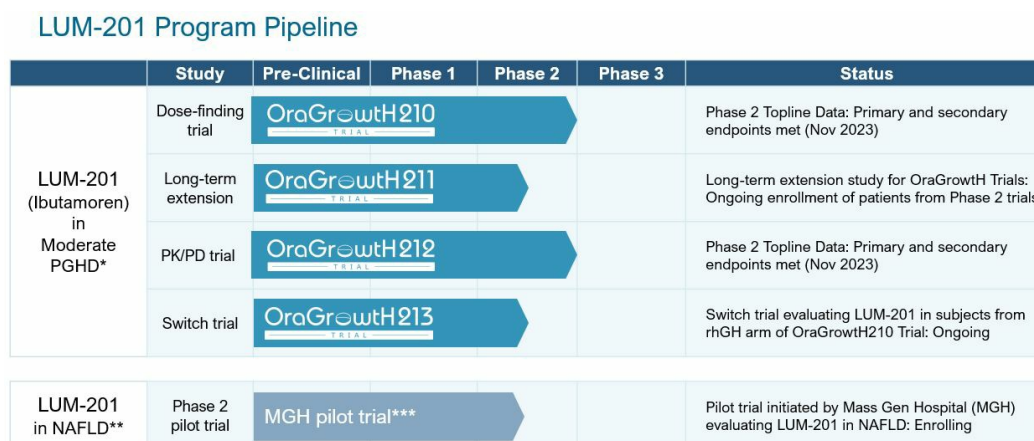 LUM-201 Program Pipeline
Study Pre-Clinical Phase 1 Phase 2 Phase 3 Status
LUM-201
(Ibutamoren)
in
Moderate
PGHD*
Dose-finding
trial
OraGrowtH210
TRIAL
Phase 2 Topline Data: Primary and secondary
endpoints met (Nov 2023)
Long-term
extension
OraGrowtH211
TRIAL
Long-term extension study for OraGrowtH Trials:
Ongoing enrollment of patients from Phase 2 trials
PK/PD trial
OraGrowtH212
TRIAL
Phase 2 Topline Data: Primary and secondary
endpoints met (Nov 2023)
Switch trial
OraGrowtH213
TRIAL
Switch trial evaluating LUM-201 in subjects from
rhGH arm of OraGrowtH210 Trial: Ongoing
LUM-201
in NAFLD**
Phase 2
pilot trial
MGH pilot trial***
Pilot trial initiated by Mass Gen Hospital (MGH)
evaluating LUM-201 in NAFLD: Enrolling